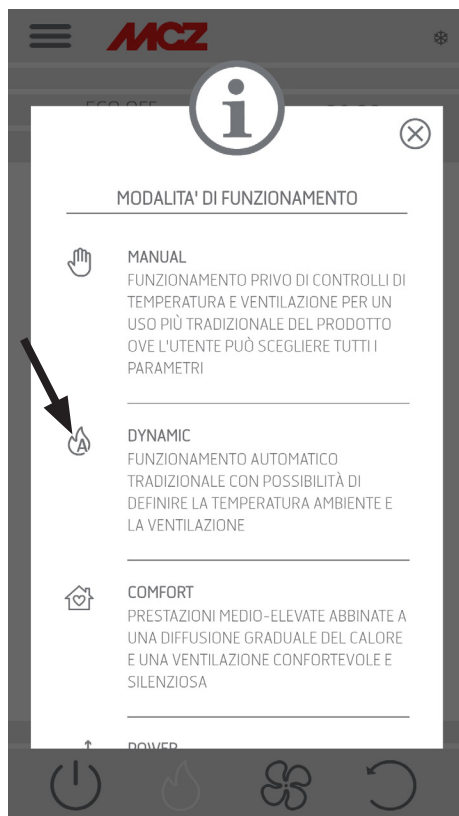 MCZ
i
MODALITA' DI FUNZIONAMENTO
MANUAL
FUNZIONAMENTO PRIVO DI CONTROLLI DI
TEMPERATURA E VENTILAZIONE PER UN
USO PIÙ TRADIZIONALE DEL PRODOTTO
OVE L'UTENTE PUÒ SCEGLIERE TUTTI I
PARAMETRI
A
DYNAMIC
FUNZIONAMENTO AUTOMATICO
TRADIZIONALE CON POSSIBILITÀ DI
DEFINIRE LA TEMPERATURA AMBIENTE E
LA VENTILAZIONE
COMFORT
PRESTAZIONI MEDIO-ELEVATE ABBINATE A
UNA DIFFUSIONE GRADUALE DEL CALORE
E UNA VENTILAZIONE CONFORTEVOLE E
SILENZIOSA
POWER